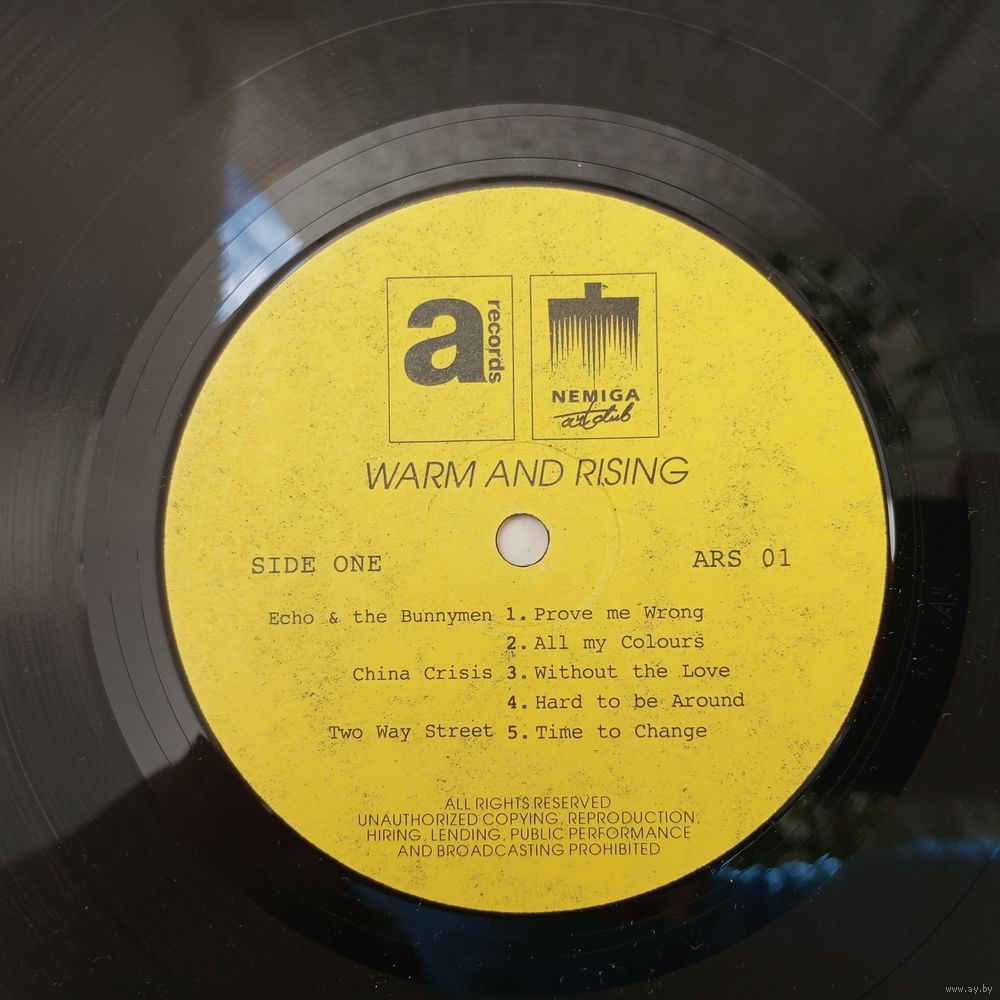 a records
NEMIGA
art club
WARM AND RISING
SIDE ONE ARS 01
Echo & the Bunnymen 1. Prove me Wrong
2. All my Colours
China Crisis 3. Without the Love
4. Hard to be Around
Two Way Street 5. Time to Change
ALL RIGHTS RESERVED
UNAUTHORIZED COPYING, REPRODUCTION,
HIRING, LENDING, PUBLIC PERFORMANCE
AND BROADCASTING PROHIBITED
www.ay.by